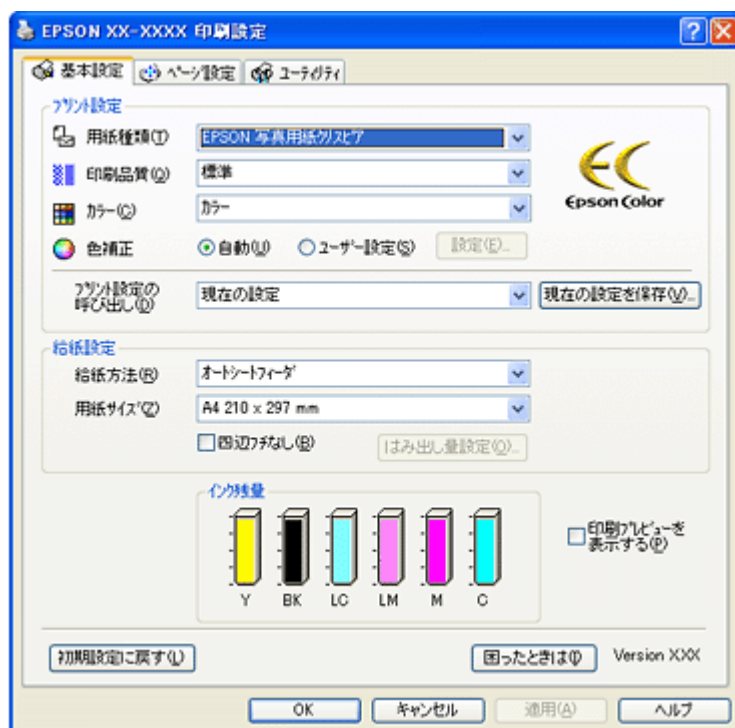 EPSON XX-XXXX 印刷設定
基本設定 ページ設定 ユーティリティ
プリント設定
用紙種類(T) EPSON 写真用紙クリスピア
印刷品質(Q) 標準
カラー(C) カラー
Epson Color
色補正 自動(U) ユーザー設定(S) 設定(E)...
プリント設定の
呼び出し(D) 現在の設定 現在の設定を保存(V)...
給紙設定
給紙方法(R) オートシートフィーダ
用紙サイズ(Z) A4 210 x 297 mm
四辺フチなし(B) はみ出し量設定(O)...
インク残量
Y BK LC LM M C
印刷プレビューを
表示する(P)
初期設定に戻す(L) 困ったときは(I) Version XXX
OK キャンセル 適用(A) ヘルプ